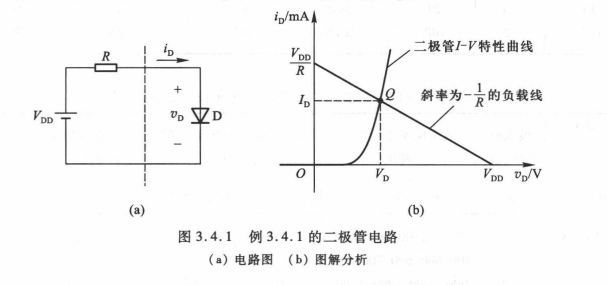 R
i_D
V_DD
+
v_D
−
D
(a)
i_D/mA
V_DD/R
I_D
O
Q
V_D
V_DD
v_D/V
二极管I-V特性曲线
斜率为-1/R的负载线
(b)
图 3.4.1 例 3.4.1 的二极管电路
(a) 电路图 (b) 图解分析